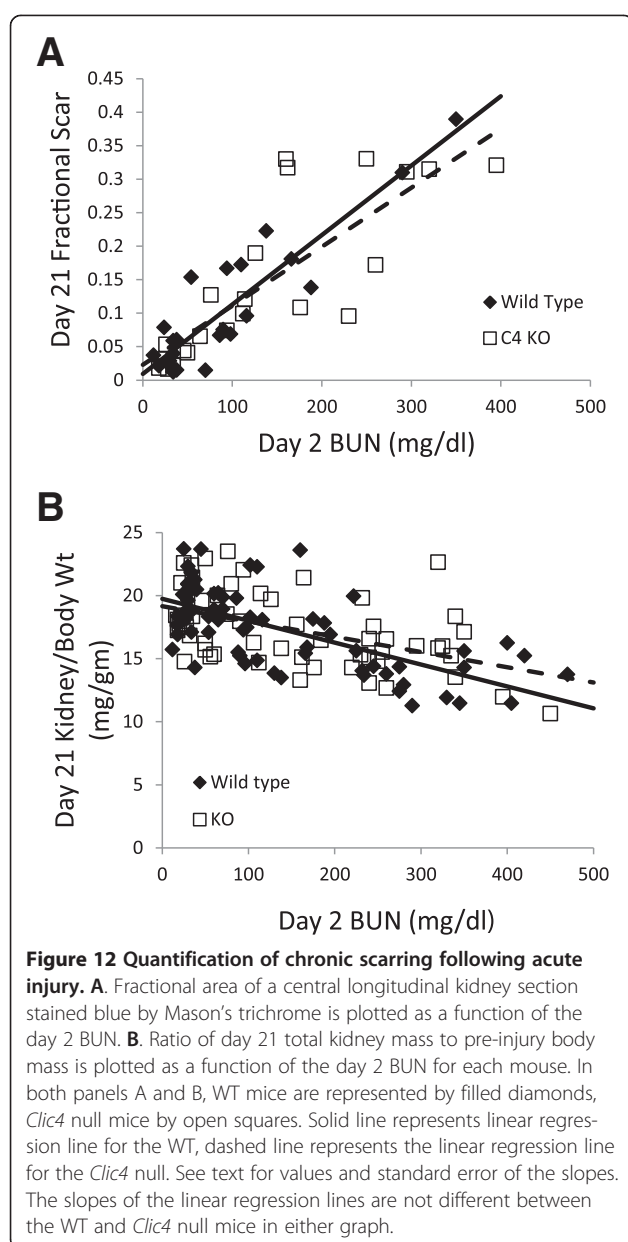 A
0.45
0.4
0.35
0.3
0.25
0.2
0.15
0.1
0.05
0
Day 21 Fractional Scar
Wild Type
C4 KO
0 100 200 300 400 500
Day 2 BUN (mg/dl)
B
25
20
15
10
5
0
Day 21 Kidney/Body Wt
(mg/gm)
Wild type
KO
0 100 200 300 400 500
Day 2 BUN (mg/dl)
Figure 12 Quantification of chronic scarring following acute
injury. A. Fractional area of a central longitudinal kidney section
stained blue by Mason's trichrome is plotted as a function of the
day 2 BUN. B. Ratio of day 21 total kidney mass to pre-injury body
mass is plotted as a function of the day 2 BUN for each mouse. In
both panels A and B, WT mice are represented by filled diamonds,
Clic4 null mice by open squares. Solid line represents linear regres-
sion line for the WT, dashed line represents the linear regression line
for the Clic4 null. See text for values and standard error of the slopes.
The slopes of the linear regression lines are not different between
the WT and Clic4 null mice in either graph.